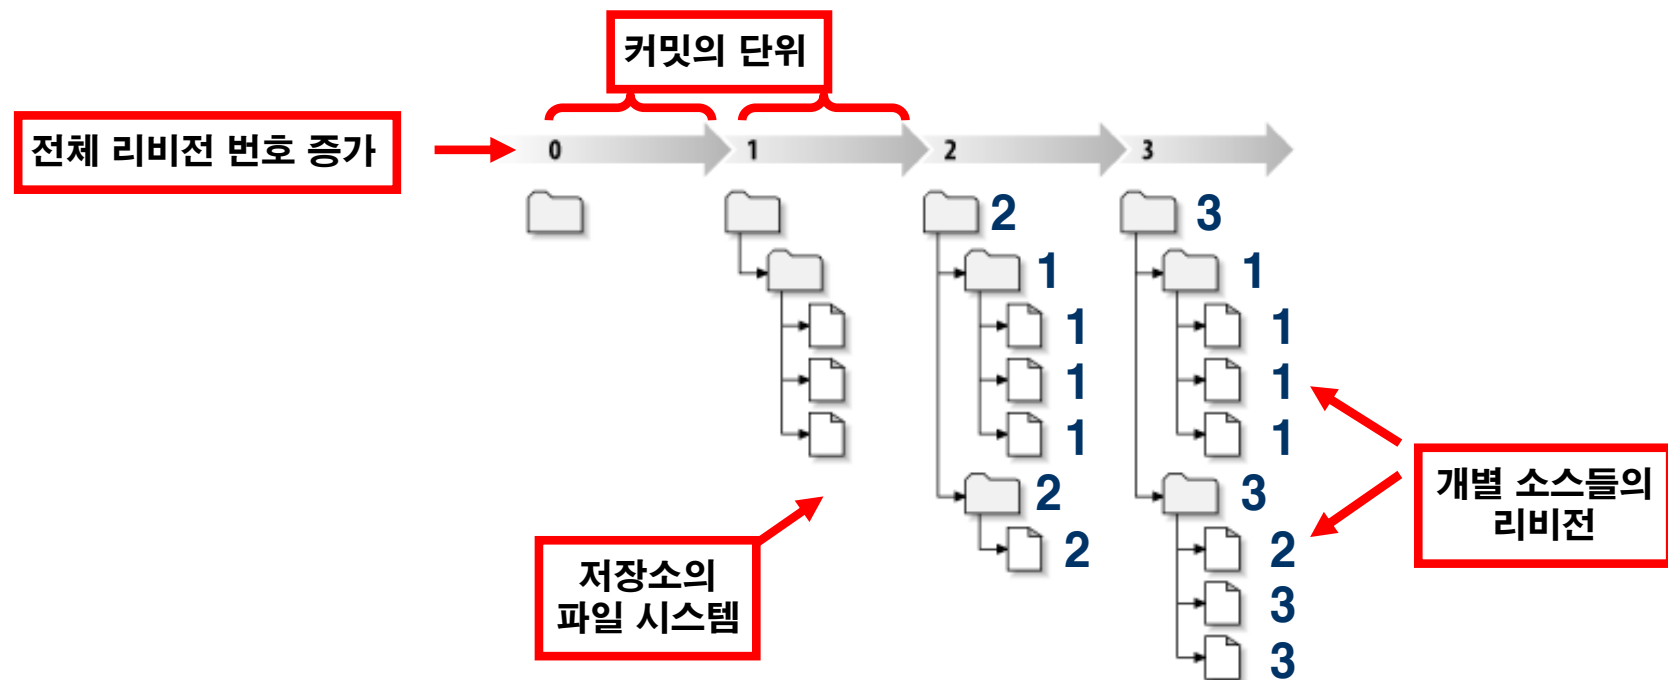 커밋의 단위
전체 리비전 번호 증가
0 1 2 3
2 3
1 1
1 1
1 1
1 1
2 3
2 2
3
3
개별 소스들의
리비전
저장소의
파일 시스템